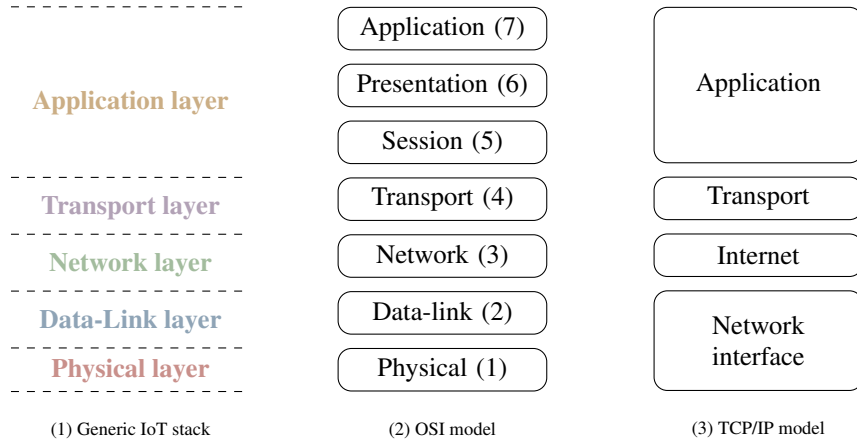 Application layer
Transport layer
Network layer
Data-Link layer
Physical layer
(1) Generic IoT stack
Application (7)
Presentation (6)
Session (5)
Transport (4)
Network (3)
Data-link (2)
Physical (1)
(2) OSI model
Application
Transport
Internet
Network
interface
(3) TCP/IP model